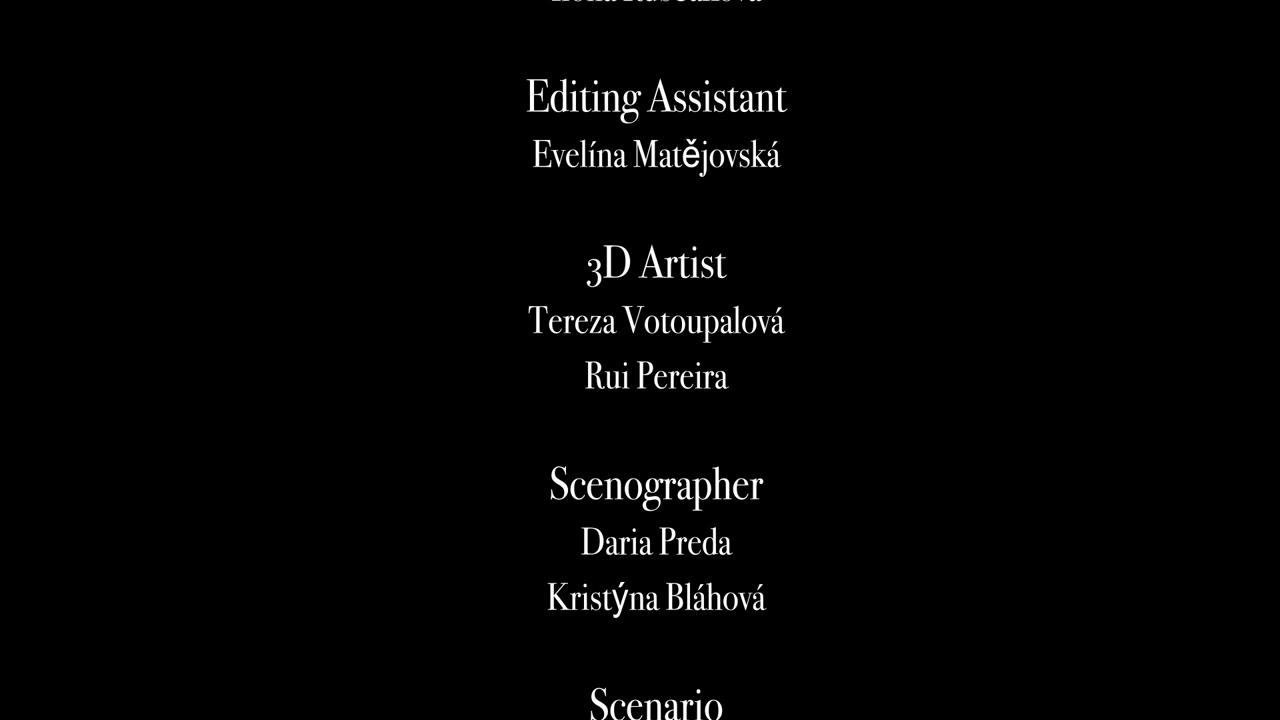 Editing Assistant
Evelína Matějovská
3D Artist
Tereza Votoupalová
Rui Pereira
Scenographer
Daria Preda
Kristýna Bláhová
Scenario